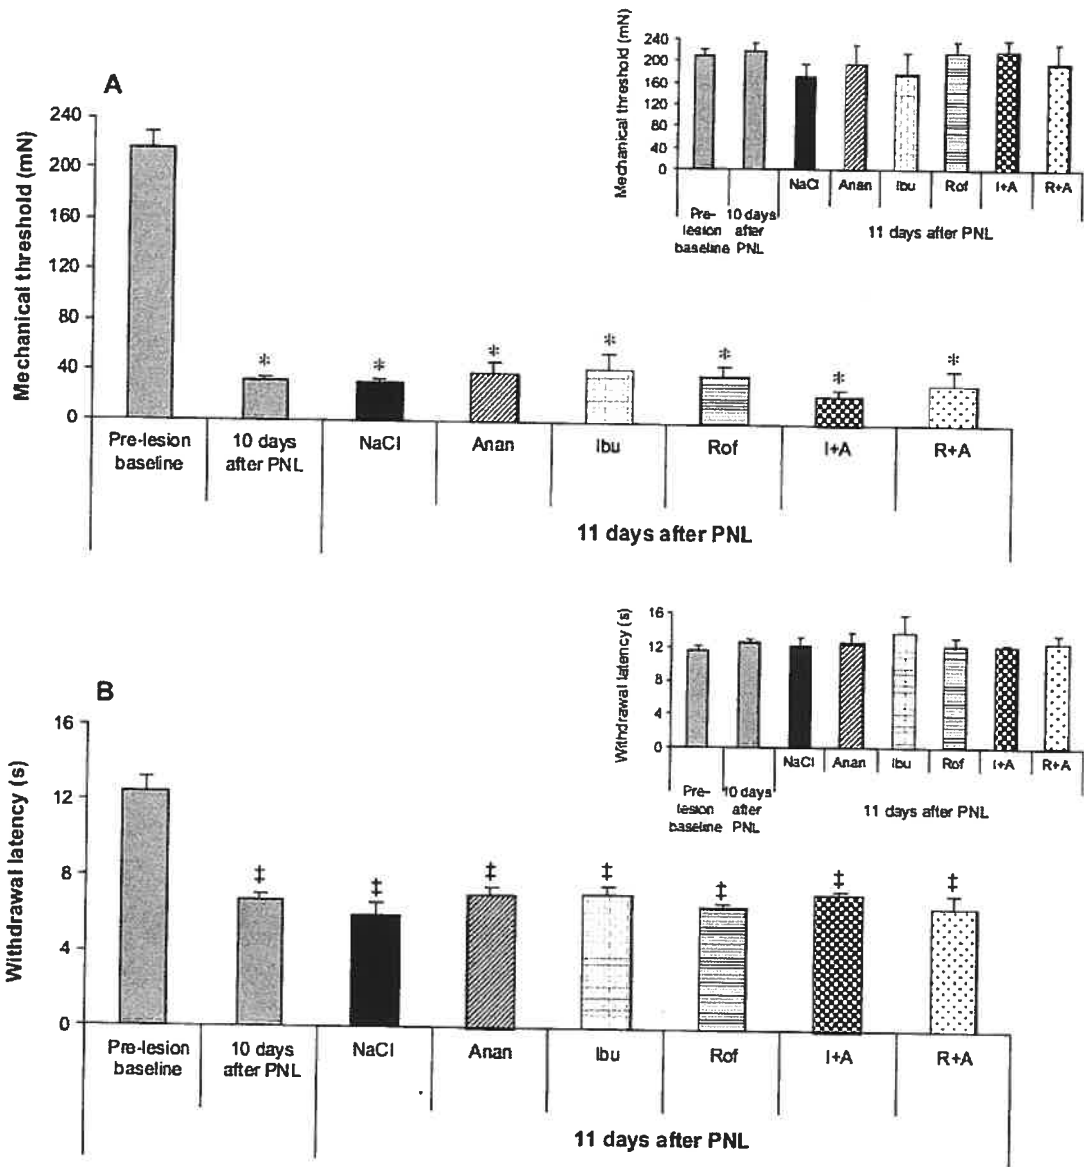 A
Mechanical threshold (mN)
240
200
160
120
80
40
0
* * * * * * *
Pre-lesion baseline
10 days after PNL
NaCl
Anan
Ibu
Rof
I+A
R+A
11 days after PNL
Mechanical threshold (mN)
240
200
160
120
80
40
0
NaCl
Anan
Ibu
Rof
I+A
R+A
Pre-
lesion
baseline
10 days
after
PNL
11 days after PNL
B
Withdrawal latency (s)
16
12
8
4
0
‡ ‡ ‡ ‡ ‡ ‡ ‡
Pre-lesion
baseline
10 days
after PNL
NaCl
Anan
Ibu
Rof
I+A
R+A
11 days after PNL
Withdrawal latency (s)
16
12
8
4
0
NaCl
Anan
Ibu
Rof
I+A
R+A
Pre-
lesion
baseline
10 days
after
PNL
11 days after PNL